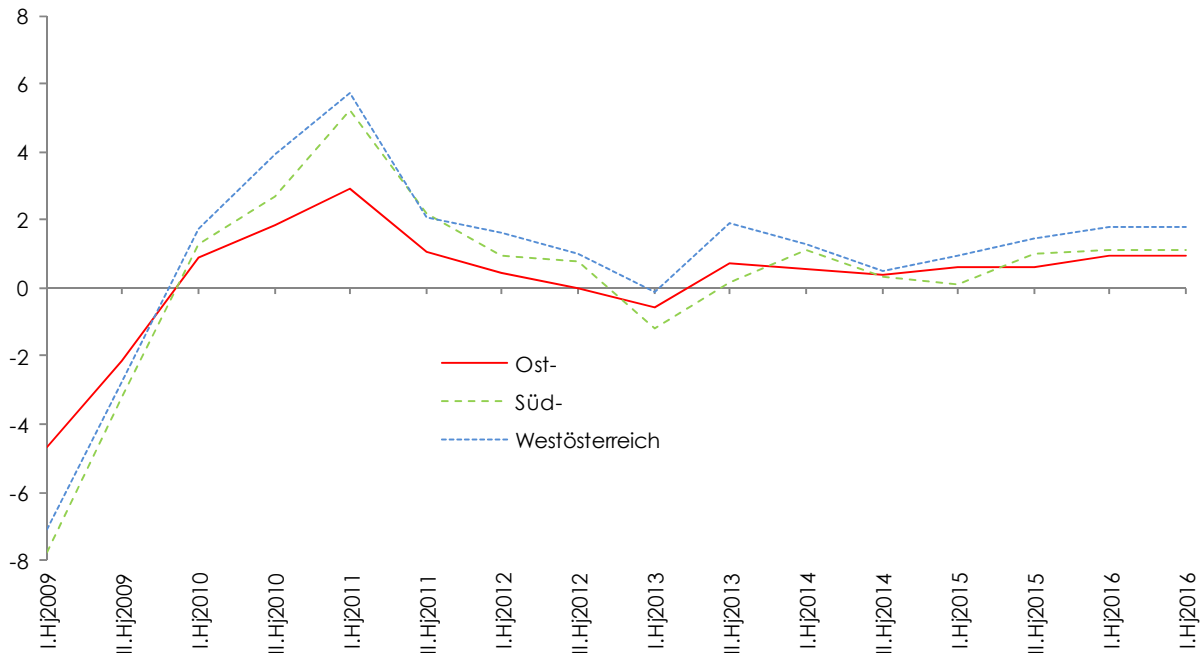 8
6
4
2
0
-2
-4
-6
-8
Ost-
Süd-
Westösterreich
I.Hj2009
II.Hj2009
I.Hj2010
II.Hj2010
I.Hj2011
II.Hj2011
I.Hj2012
II.Hj2012
I.Hj2013
II.Hj2013
I.Hj2014
II.Hj2014
I.Hj2015
II.Hj2015
I.Hj2016
I.Hj2016